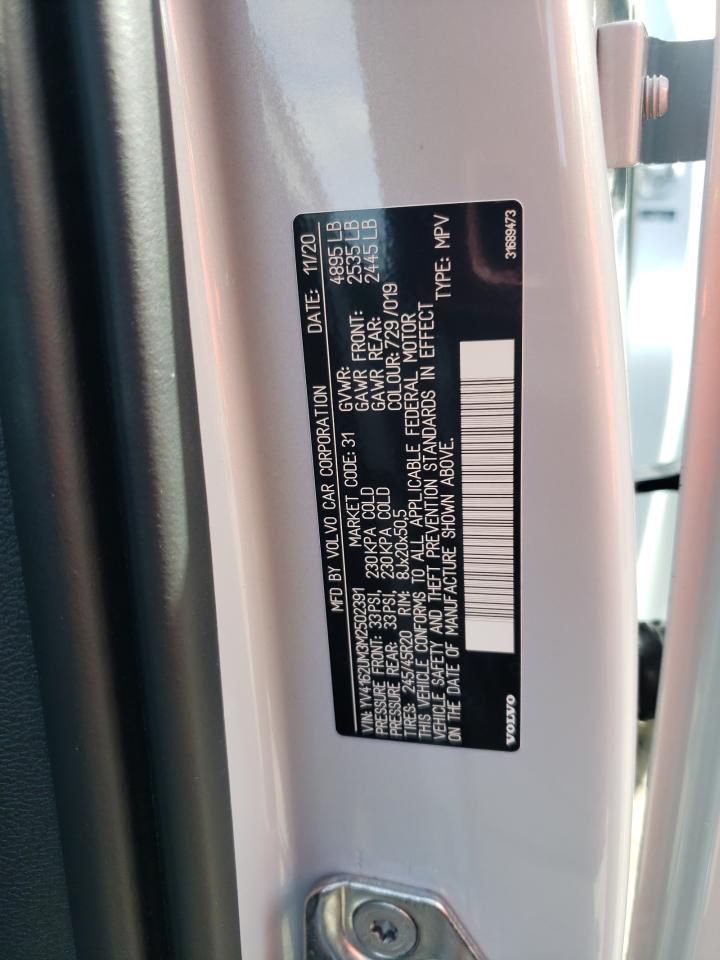 MFD BY VOLVO CAR CORPORATION DATE: 11/20
VIN: YV4162UM3M2502391 MARKET CODE: 31 GVWR: 4895 LB
PRESSURE FRONT: 33PSI, 230KPA COLD GAWR FRONT: 2535 LB
PRESSURE REAR: 33PSI, 230KPA COLD GAWR REAR: 2445 LB
TIRES: 245/45R20 RIM: 8Jx20x50,5 COLOUR: 729 /019
THIS VEHICLE CONFORMS TO ALL APPLICABLE FEDERAL MOTOR
VEHICLE SAFETY AND THEFT PREVENTION STANDARDS IN EFFECT
ON THE DATE OF MANUFACTURE SHOWN ABOVE. TYPE: MPV
VOLVO 31689473